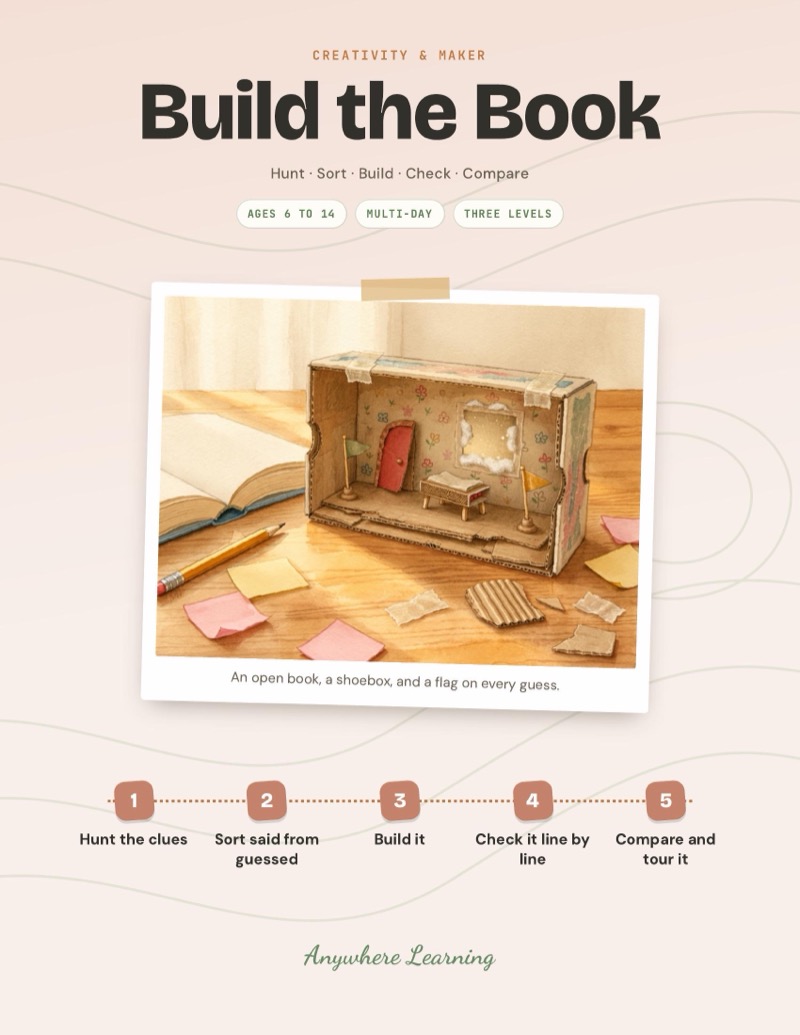 CREATIVITY & MAKER
Build the Book
Hunt · Sort · Build · Check · Compare
AGES 6 TO 14
MULTI-DAY
THREE LEVELS
An open book, a shoebox, and a flag on every guess.
1
2
3
4
5
Hunt the clues
Sort said from
guessed
Build it
Check it line by
line
Compare and
tour it
Anywhere Learning